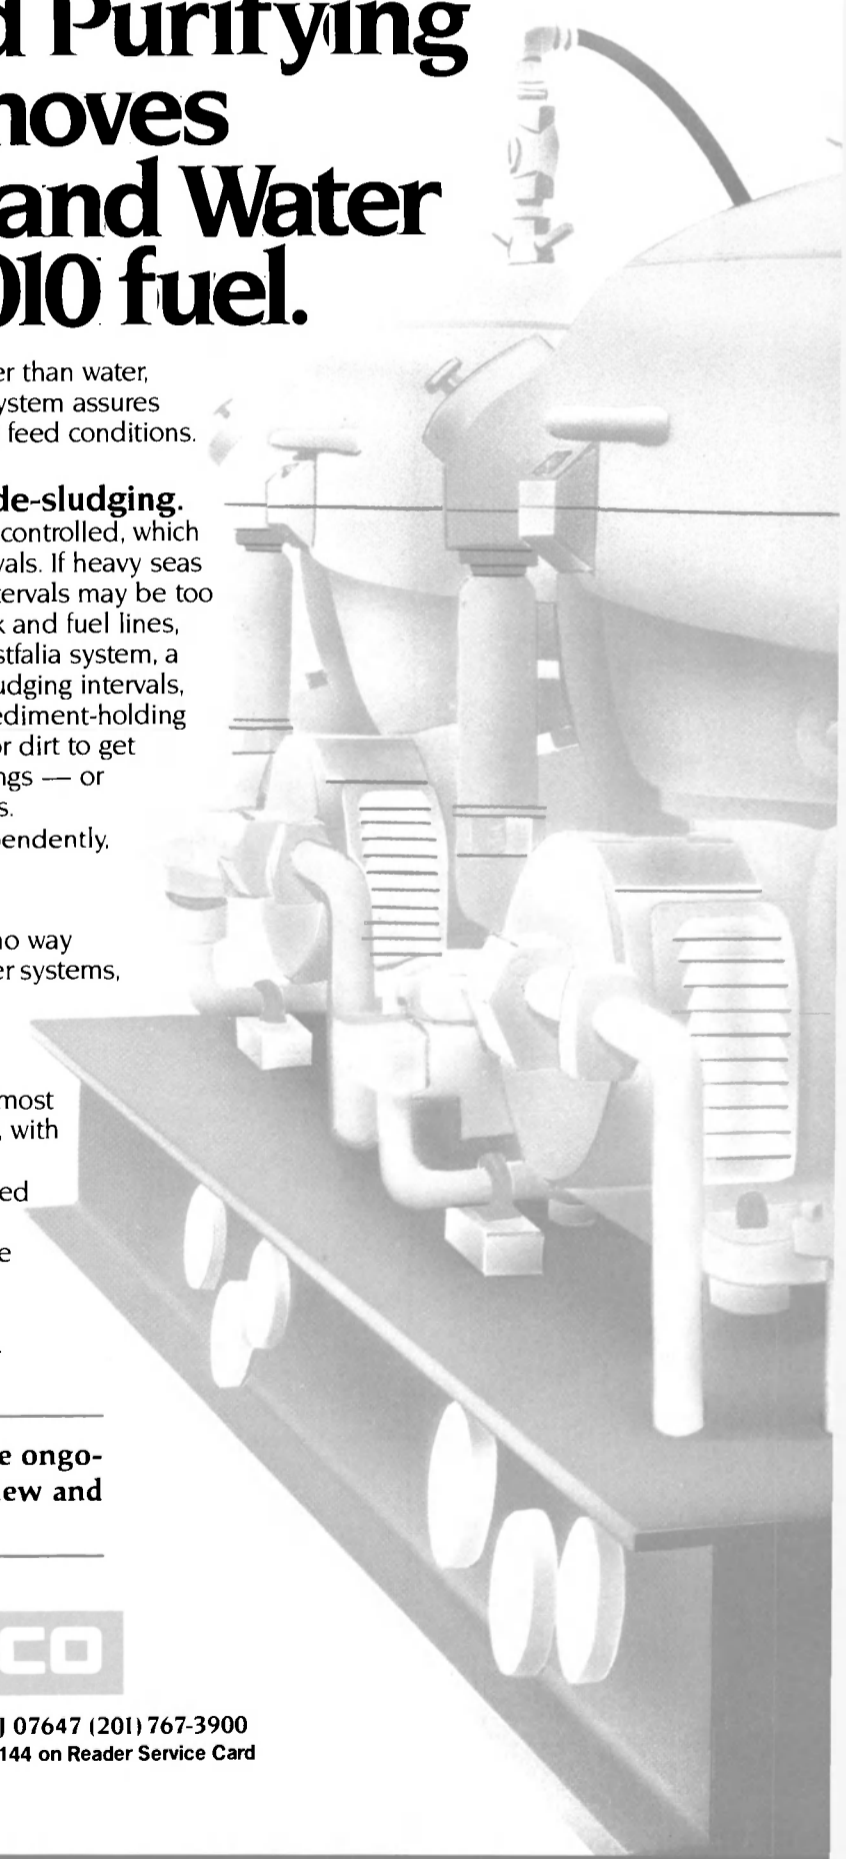 d Purifying
moves
and Water
010 fuel.
er than water,
ystem assures
feed conditions.
de-sludging.
controlled, which
vals. If heavy seas
tervals may be too
k and fuel lines,
stfalia system, a
udging intervals,
ediment-holding
or dirt to get
ngs — or
s.
endently.
no way
er systems,
most
, with
ed
e
.
e ongo-
ew and
CO
J 07647 (201) 767-3900
144 on Reader Service Card